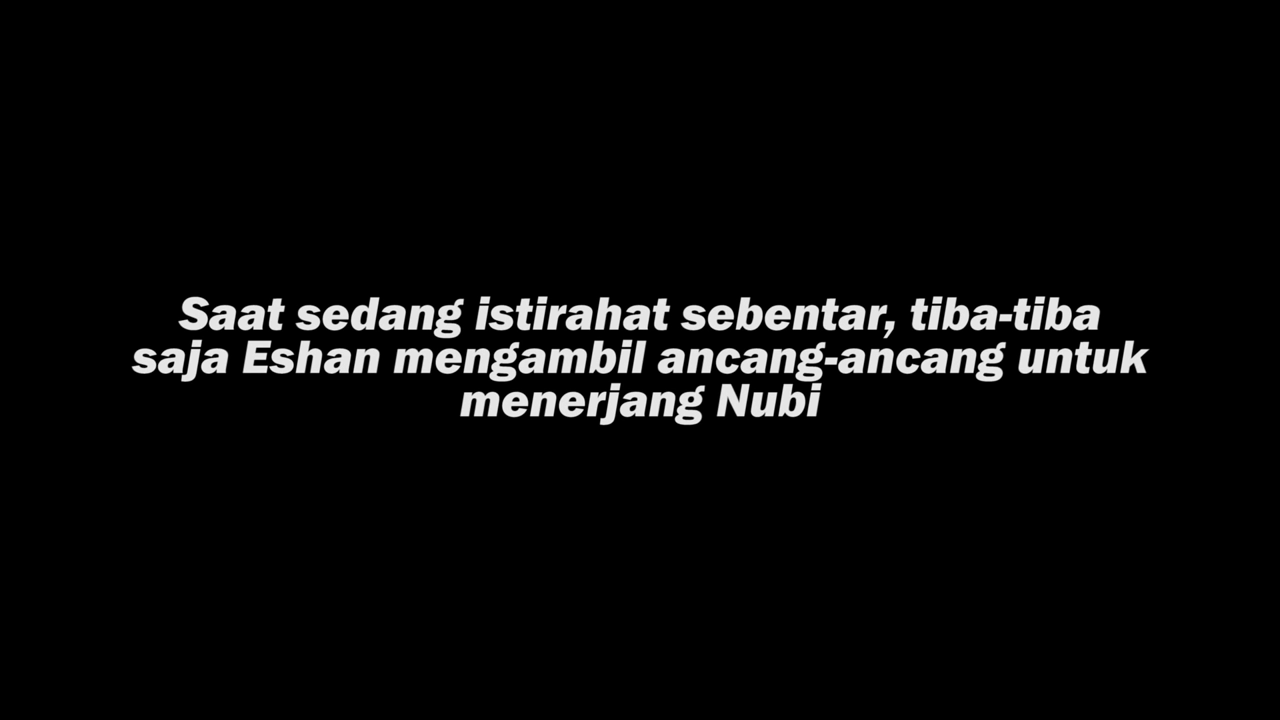 Saat sedang istirahat sebentar, tiba-tiba
saja Eshan mengambil ancang-ancang untuk
menerjang Nubi